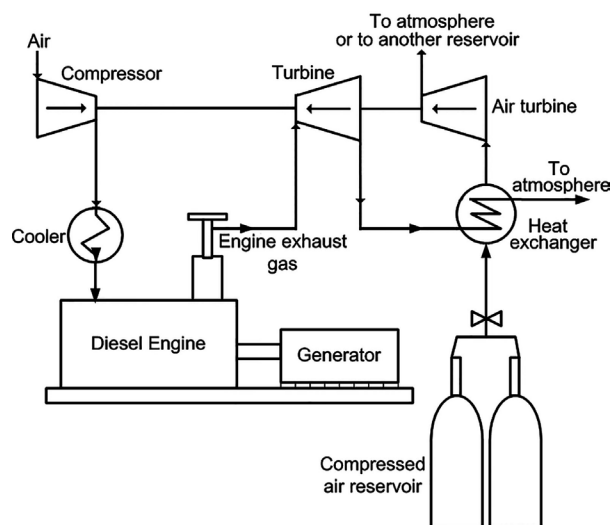 To atmosphere
or to another reservoir
Air
Compressor
Turbine
Air turbine
To
atmosphere
Cooler
Engine exhaust
gas
Heat
exchanger
Diesel Engine
Generator
Compressed
air reservoir